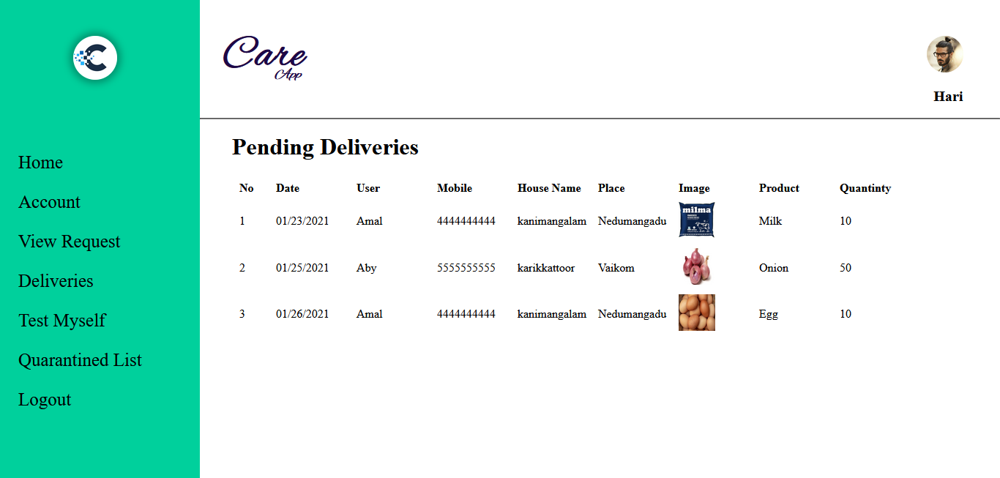 Care
App
Hari
Home
Account
View Request
Deliveries
Test Myself
Quarantined List
Logout
Pending Deliveries
No Date User Mobile House Name Place Image Product Quantinty
1 01/23/2021 Amal 4444444444 kanimangalam Nedumangadu milma Milk 10
2 01/25/2021 Aby 5555555555 karikkattoor Vaikom Onion 50
3 01/26/2021 Amal 4444444444 kanimangalam Nedumangadu Egg 10